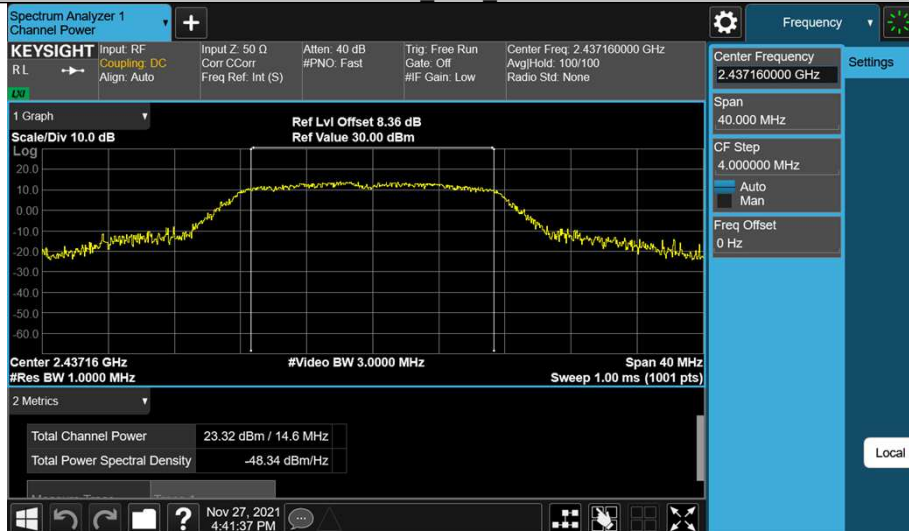 Spectrum Analyzer 1
Channel Power
Frequency
KEYSIGHT
R L
LXI
Input: RF
Coupling: DC
Align: Auto
Input Z: 50 Ω
Corr CCorr
Freq Ref: Int (S)
Atten: 40 dB
#PNO: Fast
Trig: Free Run
Gate: Off
#IF Gain: Low
Center Freq: 2.437160000 GHz
Avg|Hold: 100/100
Radio Std: None
Center Frequency
2.437160000 GHz
Settings
Span
40.000 MHz
CF Step
4.000000 MHz
Auto
Man
Freq Offset
0 Hz
Local
1 Graph
Scale/Div 10.0 dB
Ref Lvl Offset 8.36 dB
Ref Value 30.00 dBm
Log
20.0
10.0
0.00
-10.0
-20.0
-30.0
-40.0
-50.0
-60.0
Center 2.43716 GHz
#Video BW 3.0000 MHz
Span 40 MHz
#Res BW 1.0000 MHz
Sweep 1.00 ms (1001 pts)
2 Metrics
Total Channel Power 23.32 dBm / 14.6 MHz
Total Power Spectral Density -48.34 dBm/Hz
Nov 27, 2021
4:41:37 PM